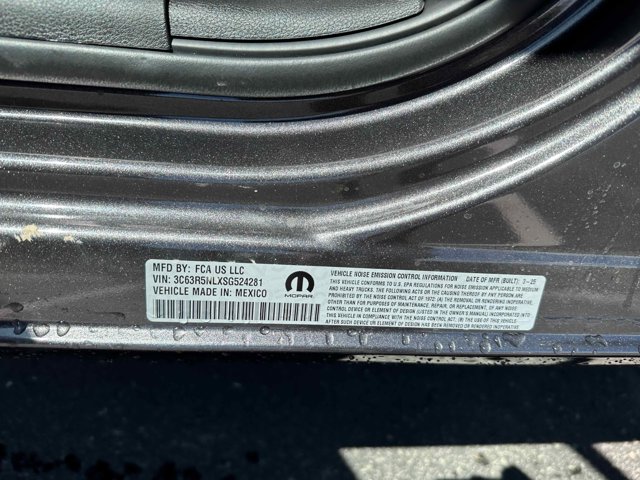 MFD BY: FCA US LLC
VIN: 3C63R5NLXSG524281
VEHICLE MADE IN: MEXICO
MOPAR
VEHICLE NOISE EMISSION CONTROL INFORMATION DATE OF MFR (BUILT): 3-25
THIS VEHICLE CONFORMS TO U.S. EPA REGULATIONS FOR NOISE EMISSION APPLICABLE TO MEDIUM
AND HEAVY TRUCKS. THE FOLLOWING ACTS OR THE CAUSING THEREOF BY ANY PERSON
ARE PROHIBITED BY THE NOISE CONTROL ACT OF 1972: (A) THE REMOVAL OR RENDERING INOPERATIVE,
OTHER THAN FOR PURPOSES OF MAINTENANCE, REPAIR, OR REPLACEMENT, OF ANY NOISE
CONTROL DEVICE OR ELEMENT OF DESIGN (LISTED IN THE OWNER'S MANUAL) INCORPORATED INTO
THIS VEHICLE IN COMPLIANCE WITH THE NOISE CONTROL ACT; (B) THE USE OF THIS VEHICLE
AFTER SUCH DEVICE OR ELEMENT OF DESIGN HAS BEEN REMOVED OR RENDERED INOPERATIVE.